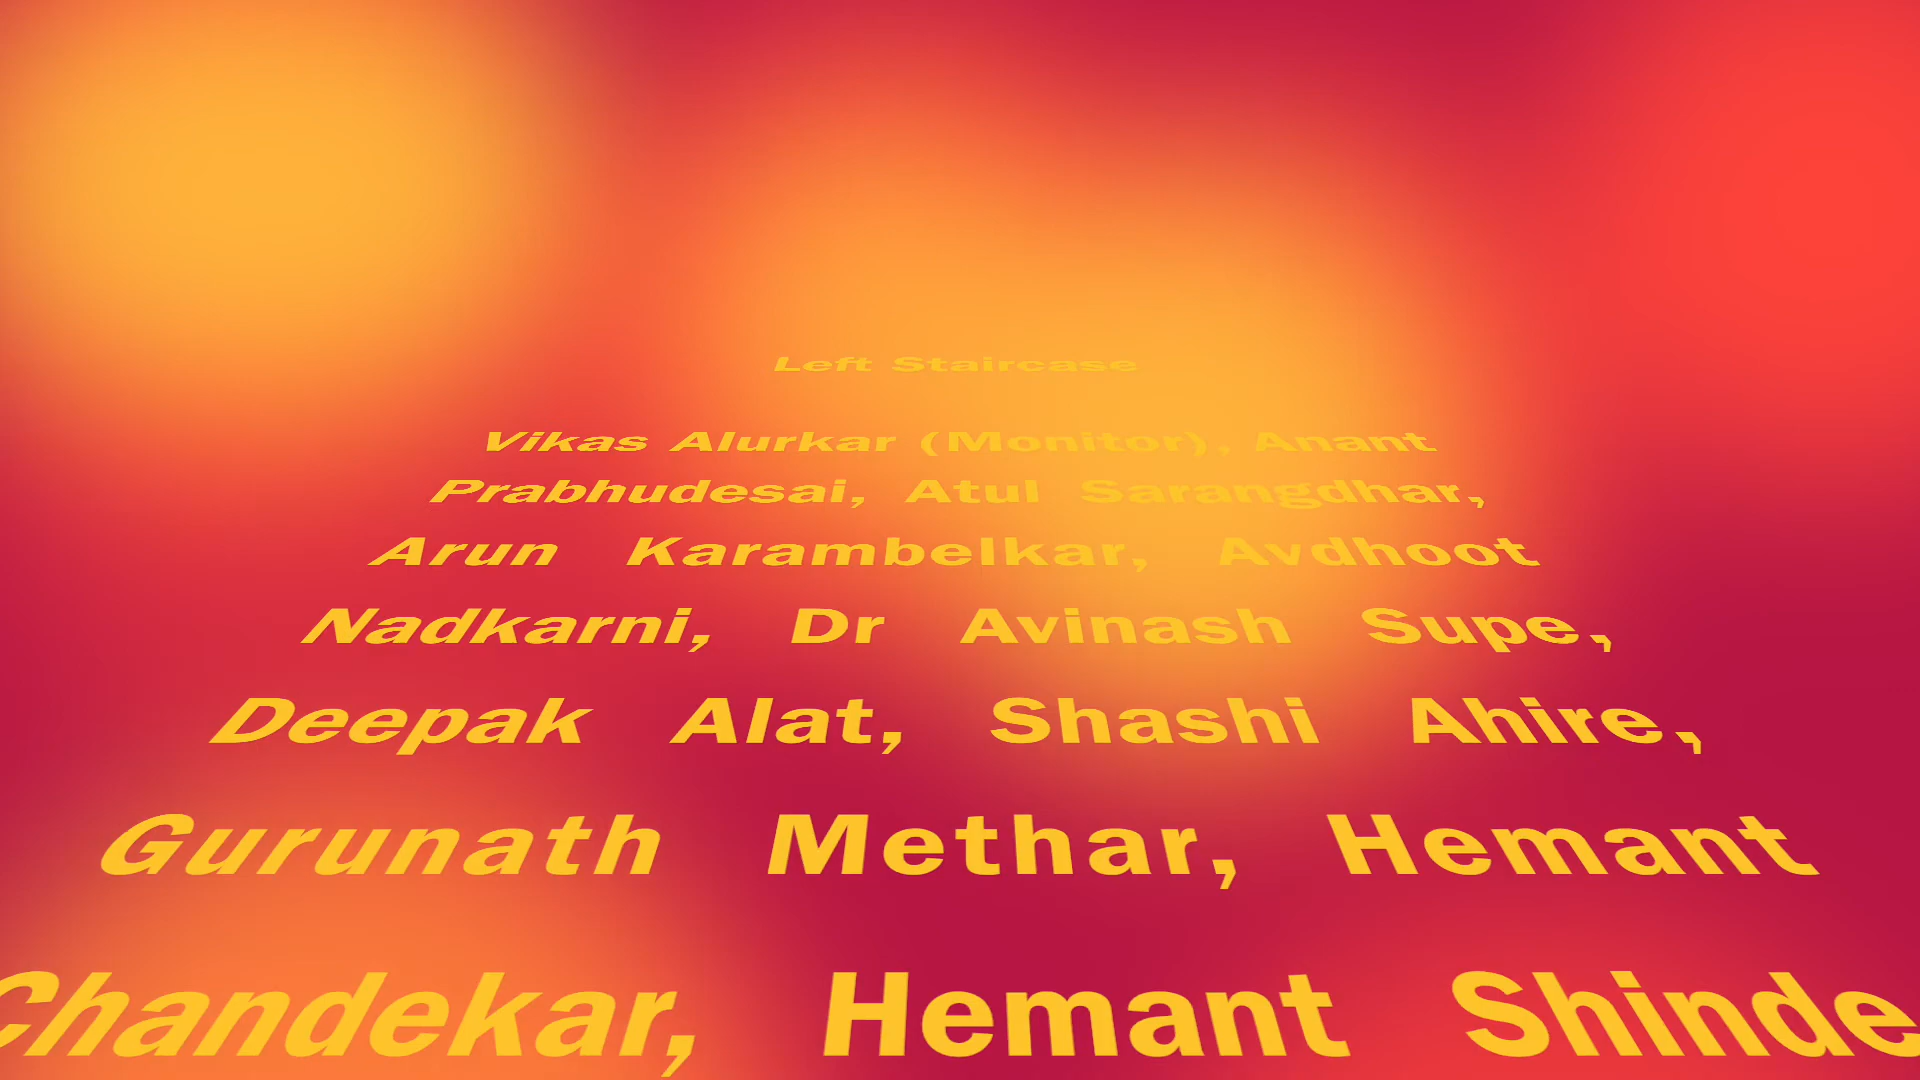 Left Staircase
Vikas Alurkar (Monitor), Anant
Prabhudesai, Atul Sarangdhar,
Arun Karambelkar, Avdhoot
Nadkarni, Dr Avinash Supe,
Deepak Alat, Shashi Ahire,
Gurunath Methar, Hemant
Chandekar, Hemant Shinde